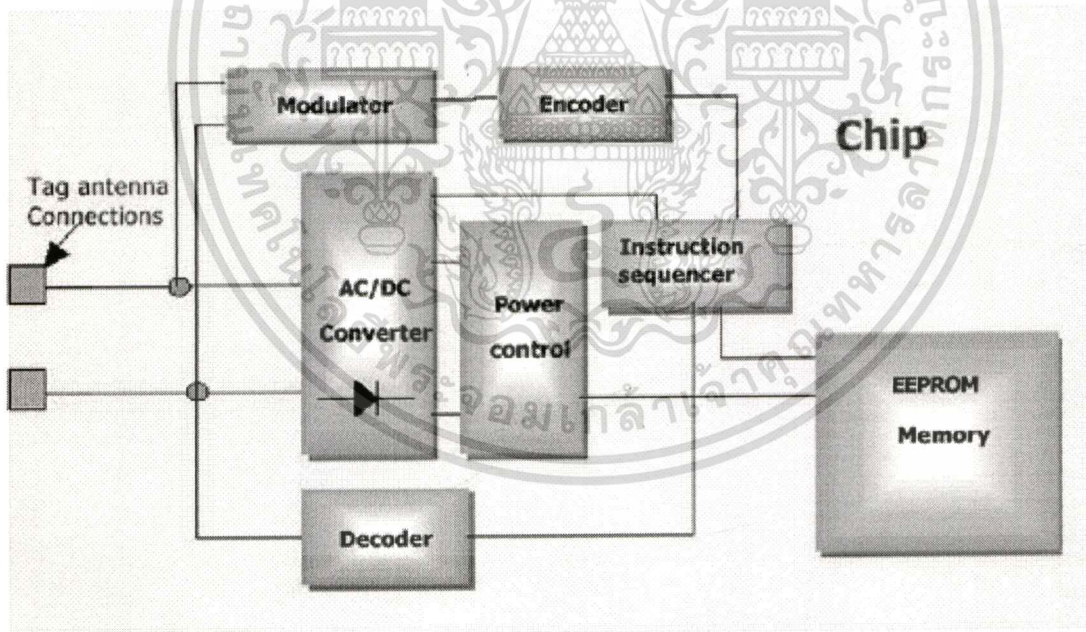 Modulator
Encoder
Chip
Tag antenna
Connections
AC/DC
Converter
Power
control
Instruction
sequencer
EEPROM
Memory
Decoder